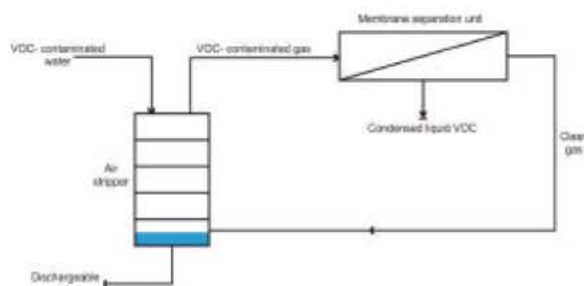 Membrane separation unit
VOC- contaminated
water
VOC- contaminated gas
Condensed liquid VOC
Clean
gas
Air
stripper
Dischargeable